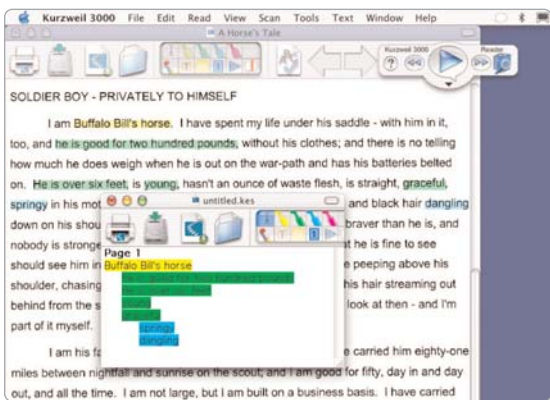 Kurzweil 3000 File Edit Read View Scan Tools Text Window Help
A Horse's Tale
Kurzweil 3000 Reader
SOLDIER BOY - PRIVATELY TO HIMSELF
I am Buffalo Bill's horse. I have spent my life under his saddle - with him in it,
too, and he is good for two hundred pounds, without his clothes; and there is no telling
how much he does weigh when he is out on the war-path and has his batteries belted
on. He is over six feet, is young, hasn't an ounce of waste flesh, is straight, graceful,
springy in his mot and black hair dangling
down on his shou braver than he is, and
nobody is stronge at he is fine to see
should see him in e peeping above his
shoulder, chasing his hair streaming out
behind from the s look at then - and I'm
part of it myself.
untitled.kes
Page 1
Buffalo Bill's horse
he is good for two hundred pounds
He is over six feet
young
graceful
springy
dangling
I am his fa e carried him eighty-one
miles between nightfall and sunrise on the scout; and I am good for fifty, day in and day
out, and all the time. I am not large, but I am built on a business basis. I have carried